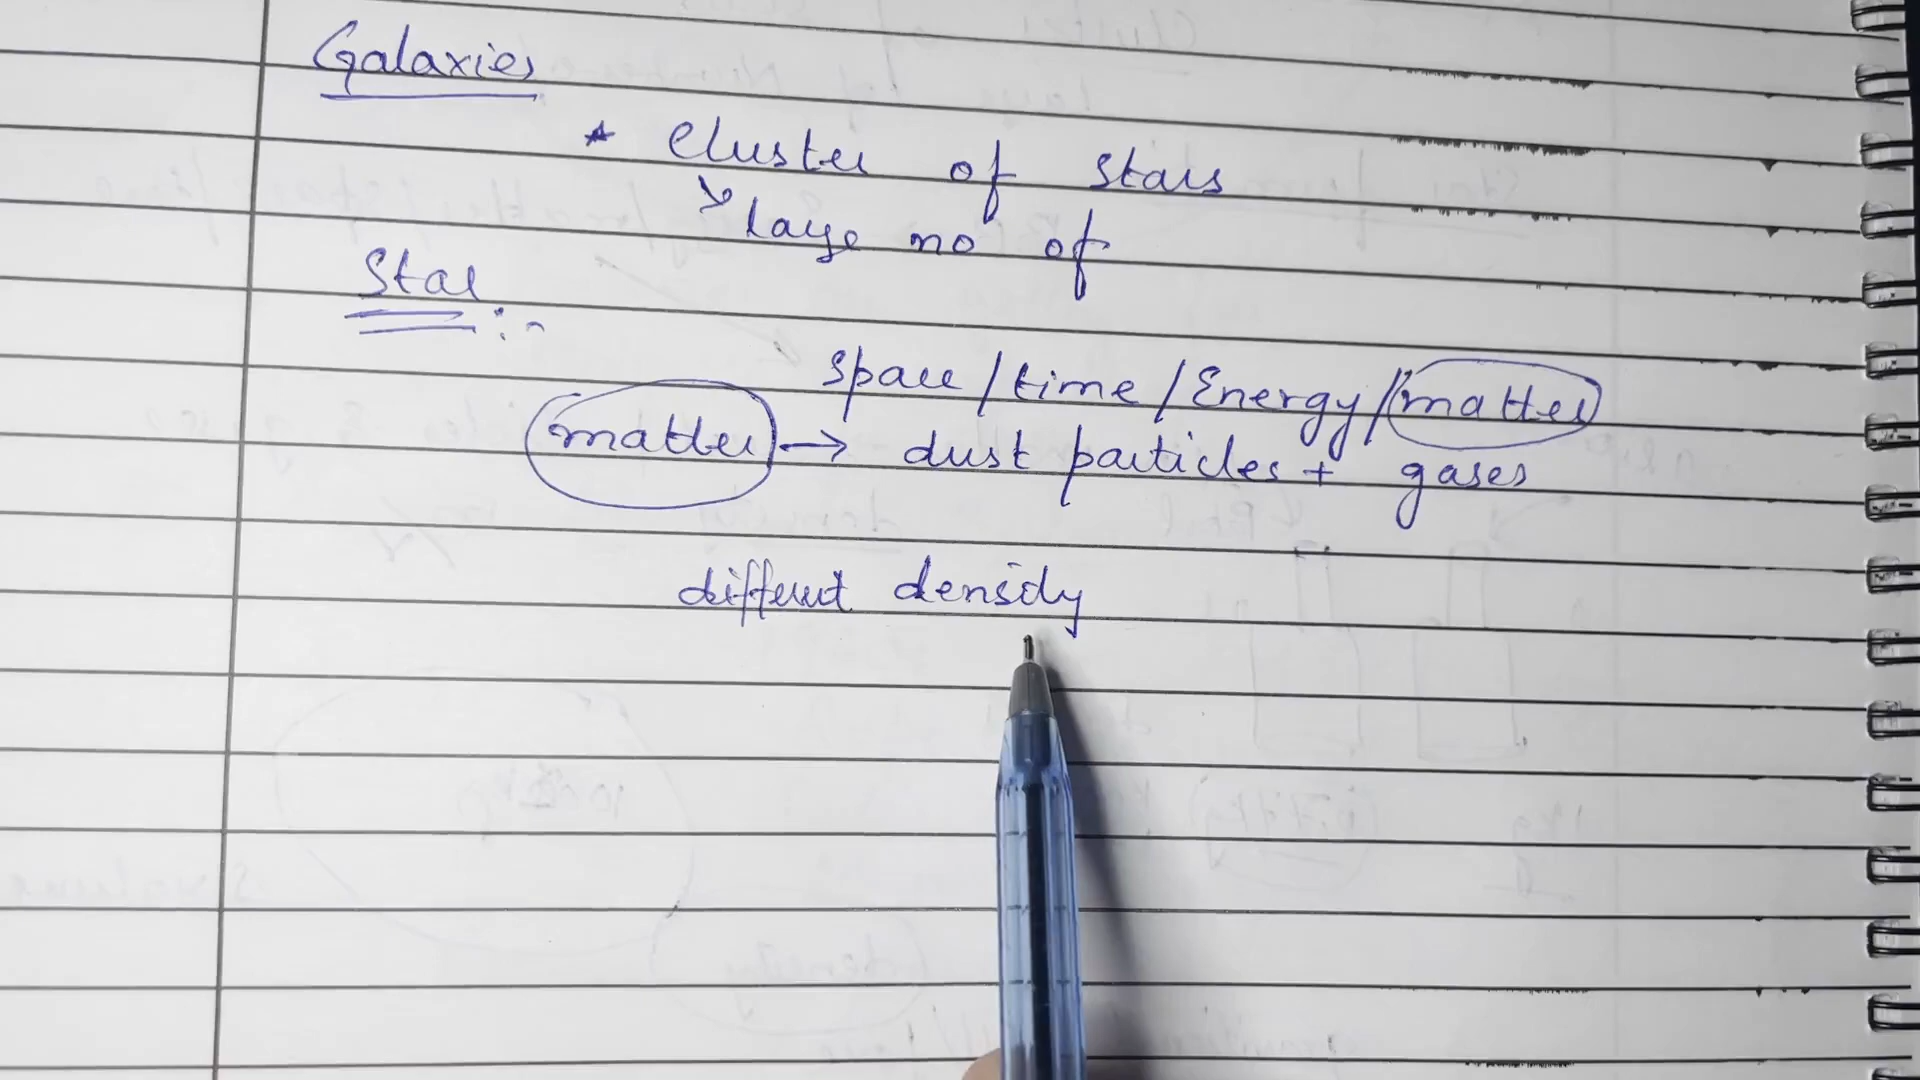 Galaxies
* cluster of stars
large no of
Star :-
space/time/Energy/matter
matter → dust particles + gases
different density